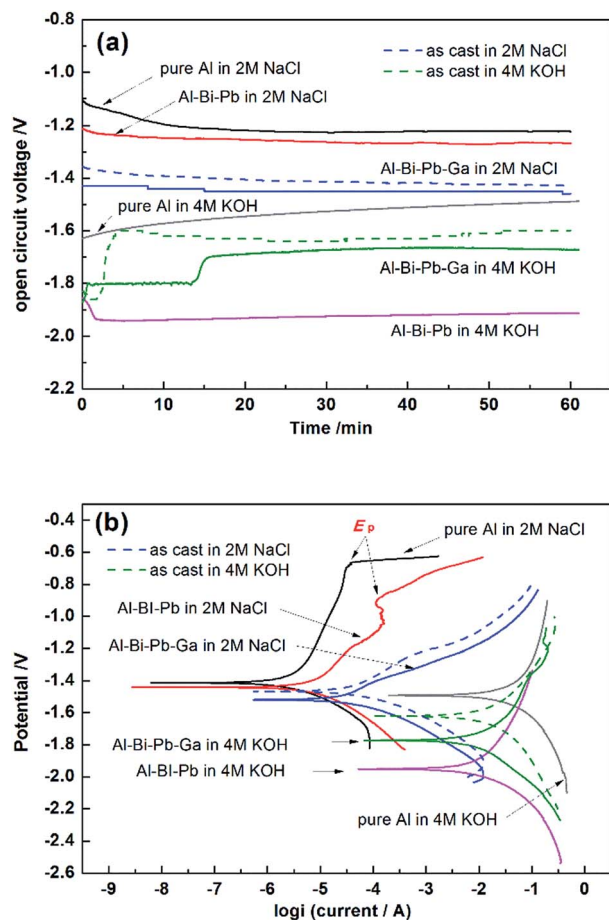 (a)
-0.8
-1.0
-1.2
-1.4
-1.6
-1.8
-2.0
-2.2
open circuit voltage /V
pure Al in 2M NaCl
Al-Bi-Pb in 2M NaCl
as cast in 2M NaCl
as cast in 4M KOH
Al-Bi-Pb-Ga in 2M NaCl
pure Al in 4M KOH
Al-Bi-Pb-Ga in 4M KOH
Al-Bi-Pb in 4M KOH
0 10 20 30 40 50 60
Time /min
(b)
-0.4
-0.6
-0.8
-1.0
-1.2
-1.4
-1.6
-1.8
-2.0
-2.2
-2.4
-2.6
Potential /V
Ep
pure Al in 2M NaCl
as cast in 2M NaCl
as cast in 4M KOH
Al-BI-Pb in 2M NaCl
Al-Bi-Pb-Ga in 2M NaCl
Al-Bi-Pb-Ga in 4M KOH
Al-BI-Pb in 4M KOH
pure Al in 4M KOH
-9 -8 -7 -6 -5 -4 -3 -2 -1 0
logi (current / A)